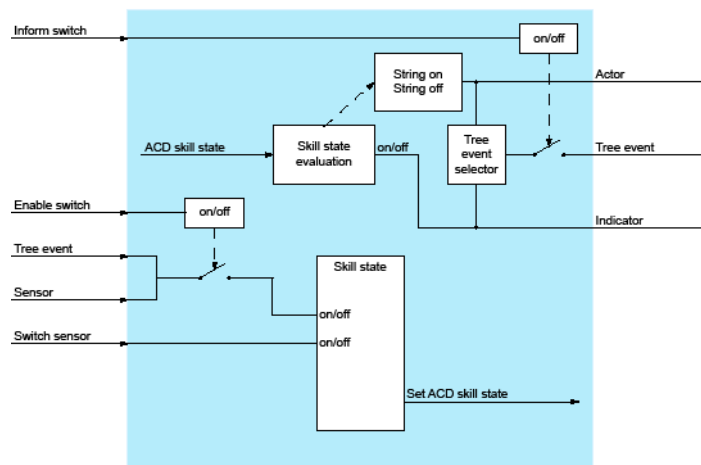 Inform switch
on/off
String on
String off
Actor
ACD skill state
Skill state
evaluation
on/off
Tree
event
selector
Tree event
Enable switch
on/off
Indicator
Tree event
Skill state
Sensor
on/off
Switch sensor
on/off
Set ACD skill state